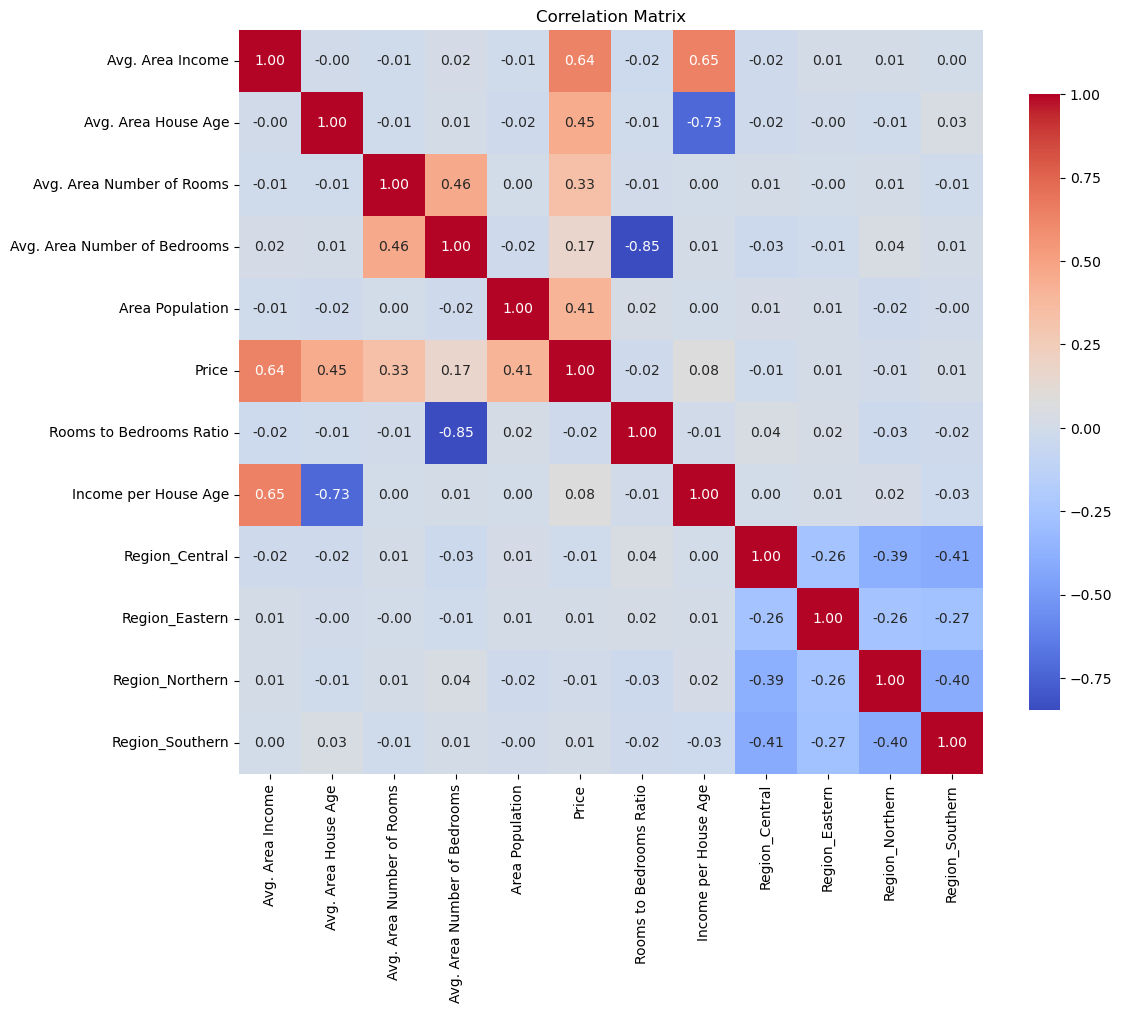 Correlation Matrix
Avg. Area Income 1.00 -0.00 -0.01 0.02 -0.01 0.64 -0.02 0.65 -0.02 0.01 0.01 0.00
Avg. Area House Age -0.00 1.00 -0.01 0.01 -0.02 0.45 -0.01 -0.73 -0.02 -0.00 -0.01 0.03
Avg. Area Number of Rooms -0.01 -0.01 1.00 0.46 0.00 0.33 -0.01 0.00 0.01 -0.00 0.01 -0.01
Avg. Area Number of Bedrooms 0.02 0.01 0.46 1.00 -0.02 0.17 -0.85 0.01 -0.03 -0.01 0.04 0.01
Area Population -0.01 -0.02 0.00 -0.02 1.00 0.41 0.02 0.00 0.01 0.01 -0.02 -0.00
Price 0.64 0.45 0.33 0.17 0.41 1.00 -0.02 0.08 -0.01 0.01 -0.01 0.01
Rooms to Bedrooms Ratio -0.02 -0.01 -0.01 -0.85 0.02 -0.02 1.00 -0.01 0.04 0.02 -0.03 -0.02
Income per House Age 0.65 -0.73 0.00 0.01 0.00 0.08 -0.01 1.00 0.00 0.01 0.02 -0.03
Region_Central -0.02 -0.02 0.01 -0.03 0.01 -0.01 0.04 0.00 1.00 -0.26 -0.39 -0.41
Region_Eastern 0.01 -0.00 -0.00 -0.01 0.01 0.01 0.02 0.01 -0.26 1.00 -0.26 -0.27
Region_Northern 0.01 -0.01 0.01 0.04 -0.02 -0.01 -0.03 0.02 -0.39 -0.26 1.00 -0.40
Region_Southern 0.00 0.03 -0.01 0.01 -0.00 0.01 -0.02 -0.03 -0.41 -0.27 -0.40 1.00
Avg. Area Income
Avg. Area House Age
Avg. Area Number of Rooms
Avg. Area Number of Bedrooms
Area Population
Price
Rooms to Bedrooms Ratio
Income per House Age
Region_Central
Region_Eastern
Region_Northern
Region_Southern
1.00
0.75
0.50
0.25
0.00
−0.25
−0.50
−0.75